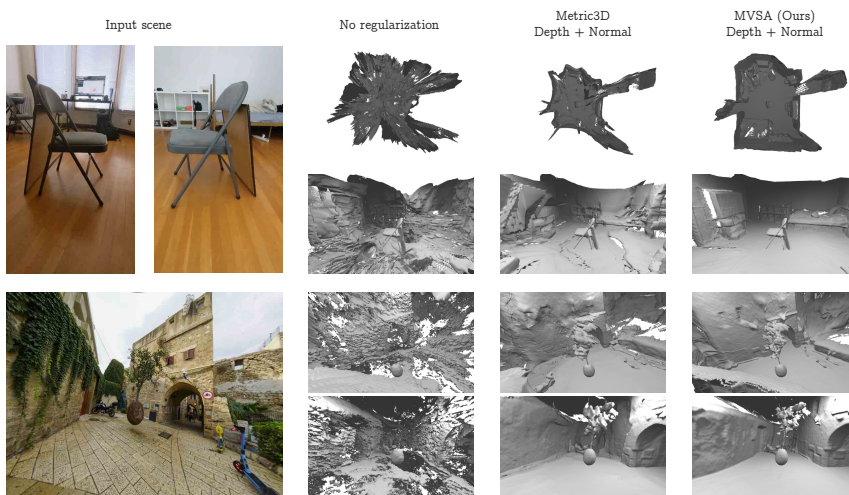 Input scene
No regularization
Metric3D
Depth + Normal
MVSA (Ours)
Depth + Normal